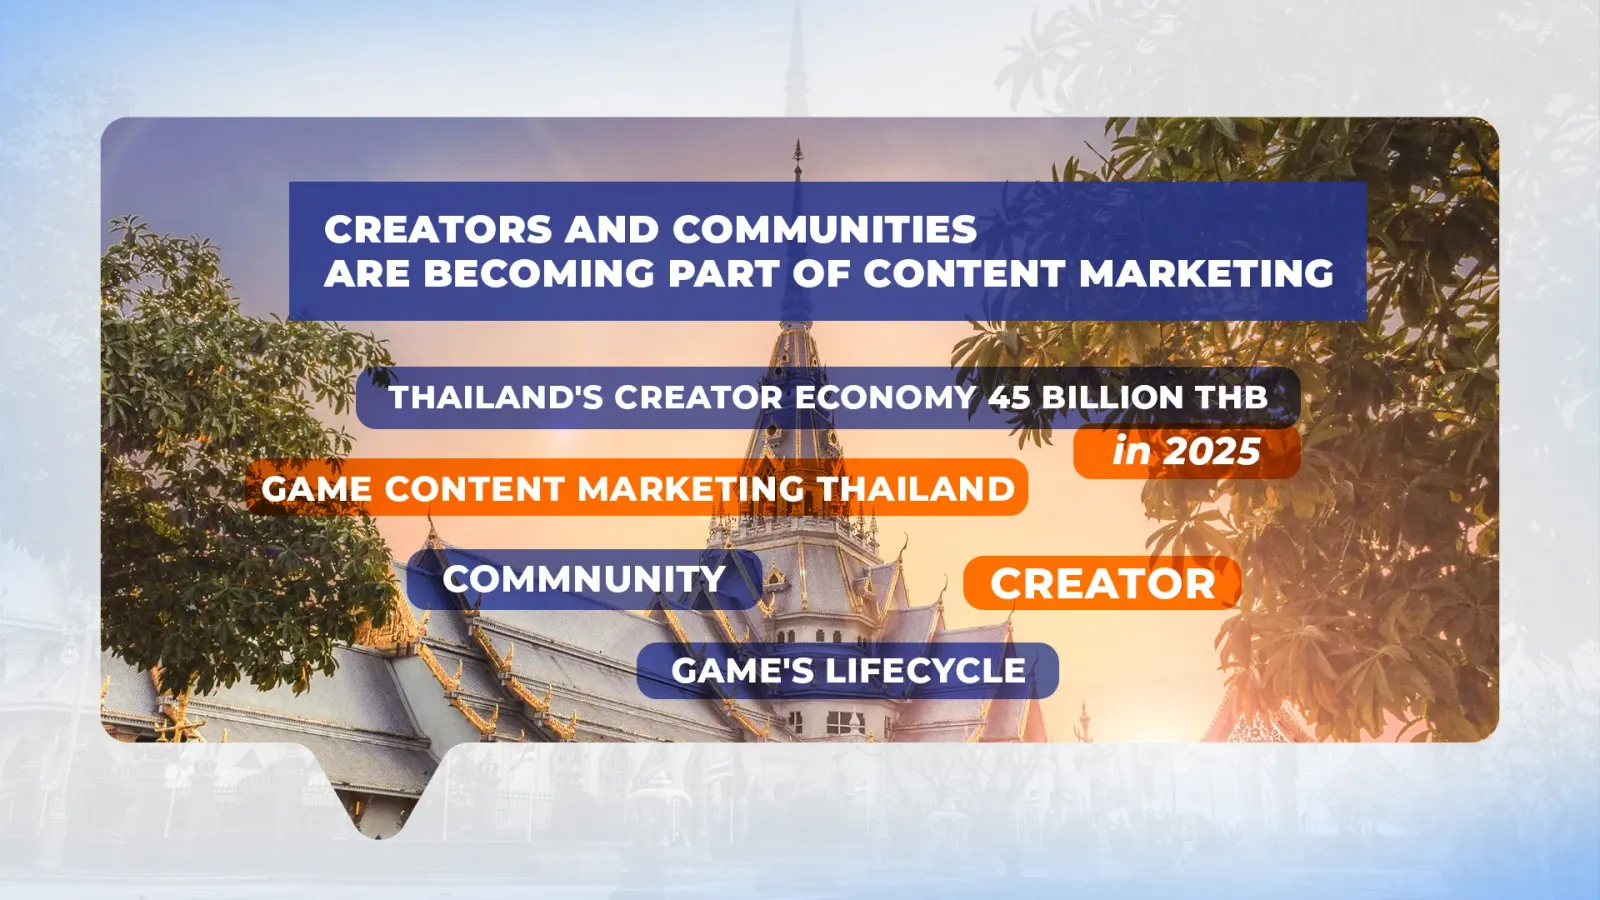 CREATORS AND COMMUNITIES
ARE BECOMING PART OF CONTENT MARKETING
THAILAND'S CREATOR ECONOMY 45 BILLION THB
in 2025
GAME CONTENT MARKETING THAILAND
COMMNUNITY
CREATOR
GAME'S LIFECYCLE